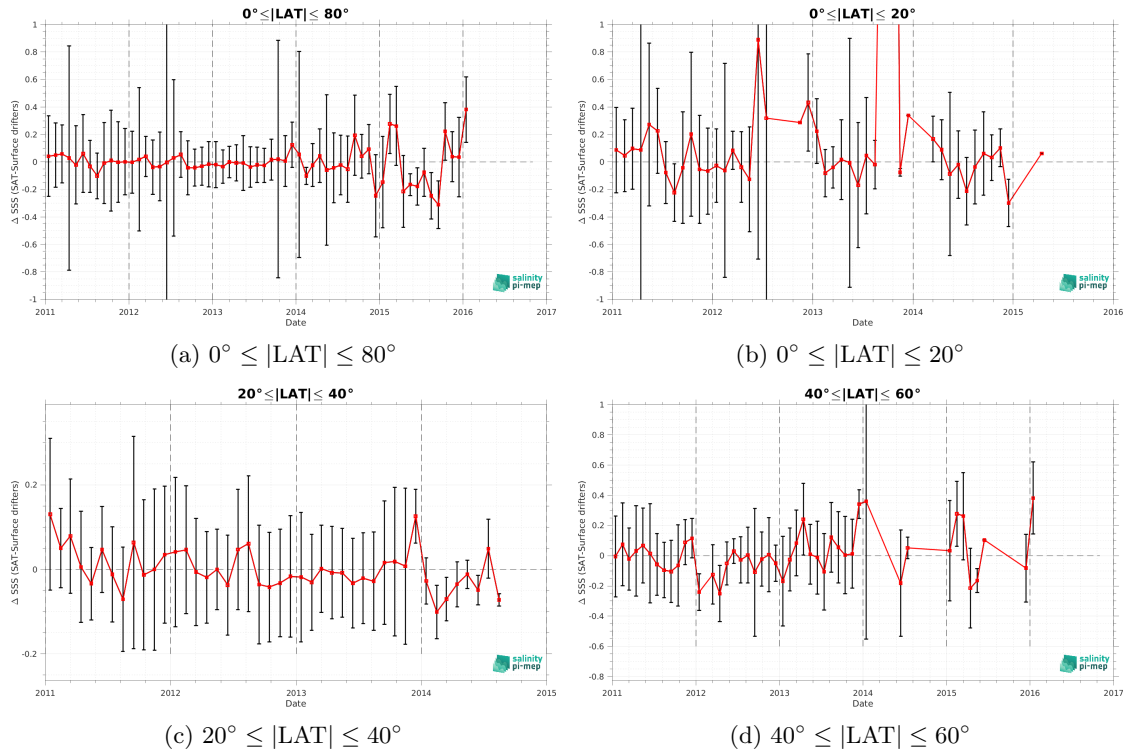 0°≤|LAT|≤ 80°
Δ SSS (SAT-Surface drifters)
1
0.8
0.6
0.4
0.2
0
-0.2
-0.4
-0.6
-0.8
-1
2011
2012
2013
2014
2015
2016
2017
Date
salinity
pi-mep
(a) 0° ≤ |LAT| ≤ 80°
0°≤|LAT|≤ 20°
Δ SSS (SAT-Surface drifters)
1
0.8
0.6
0.4
0.2
0
-0.2
-0.4
-0.6
-0.8
-1
2011
2012
2013
2014
2015
2016
Date
salinity
pi-mep
(b) 0° ≤ |LAT| ≤ 20°
20°≤|LAT|≤ 40°
Δ SSS (SAT-Surface drifters)
0.2
0
-0.2
2011
2012
2013
2014
2015
Date
salinity
pi-mep
(c) 20° ≤ |LAT| ≤ 40°
40°≤|LAT|≤ 60°
Δ SSS (SAT-Surface drifters)
1
0.8
0.6
0.4
0.2
0
-0.2
-0.4
-0.6
-0.8
2011
2012
2013
2014
2015
2016
2017
Date
salinity
pi-mep
(d) 40° ≤ |LAT| ≤ 60°